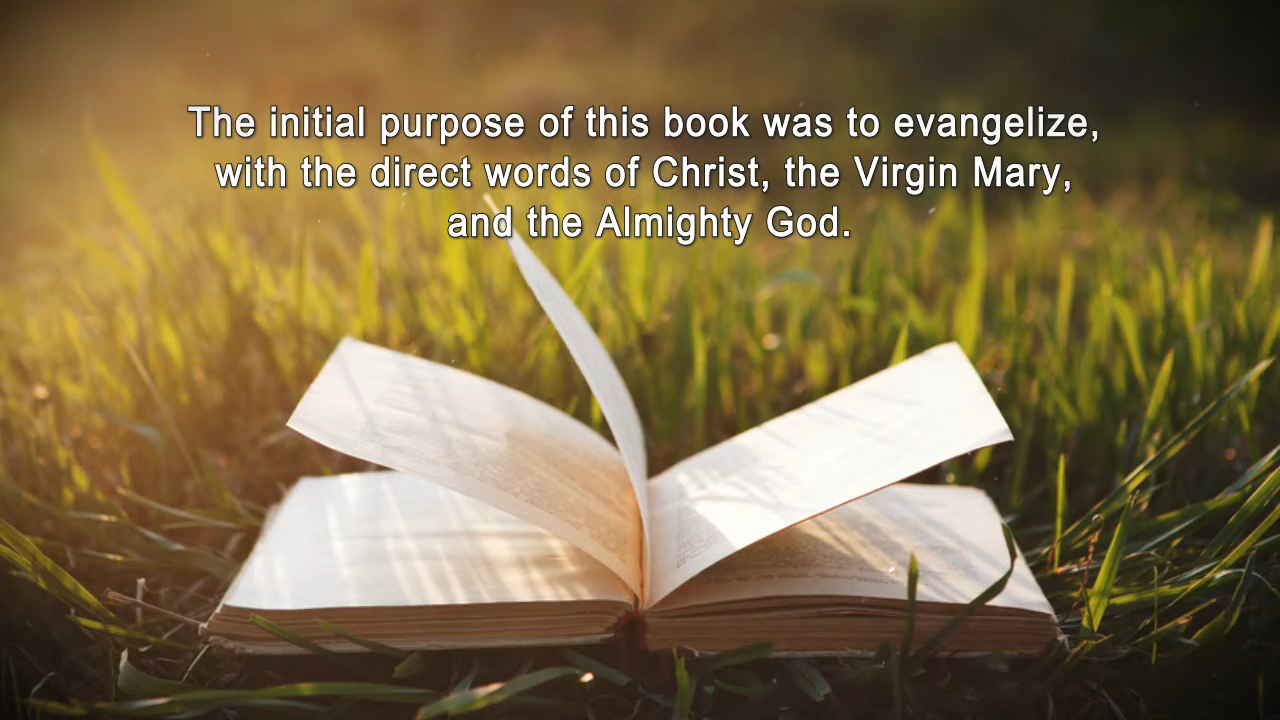 The initial purpose of this book was to evangelize,
with the direct words of Christ, the Virgin Mary,
and the Almighty God.